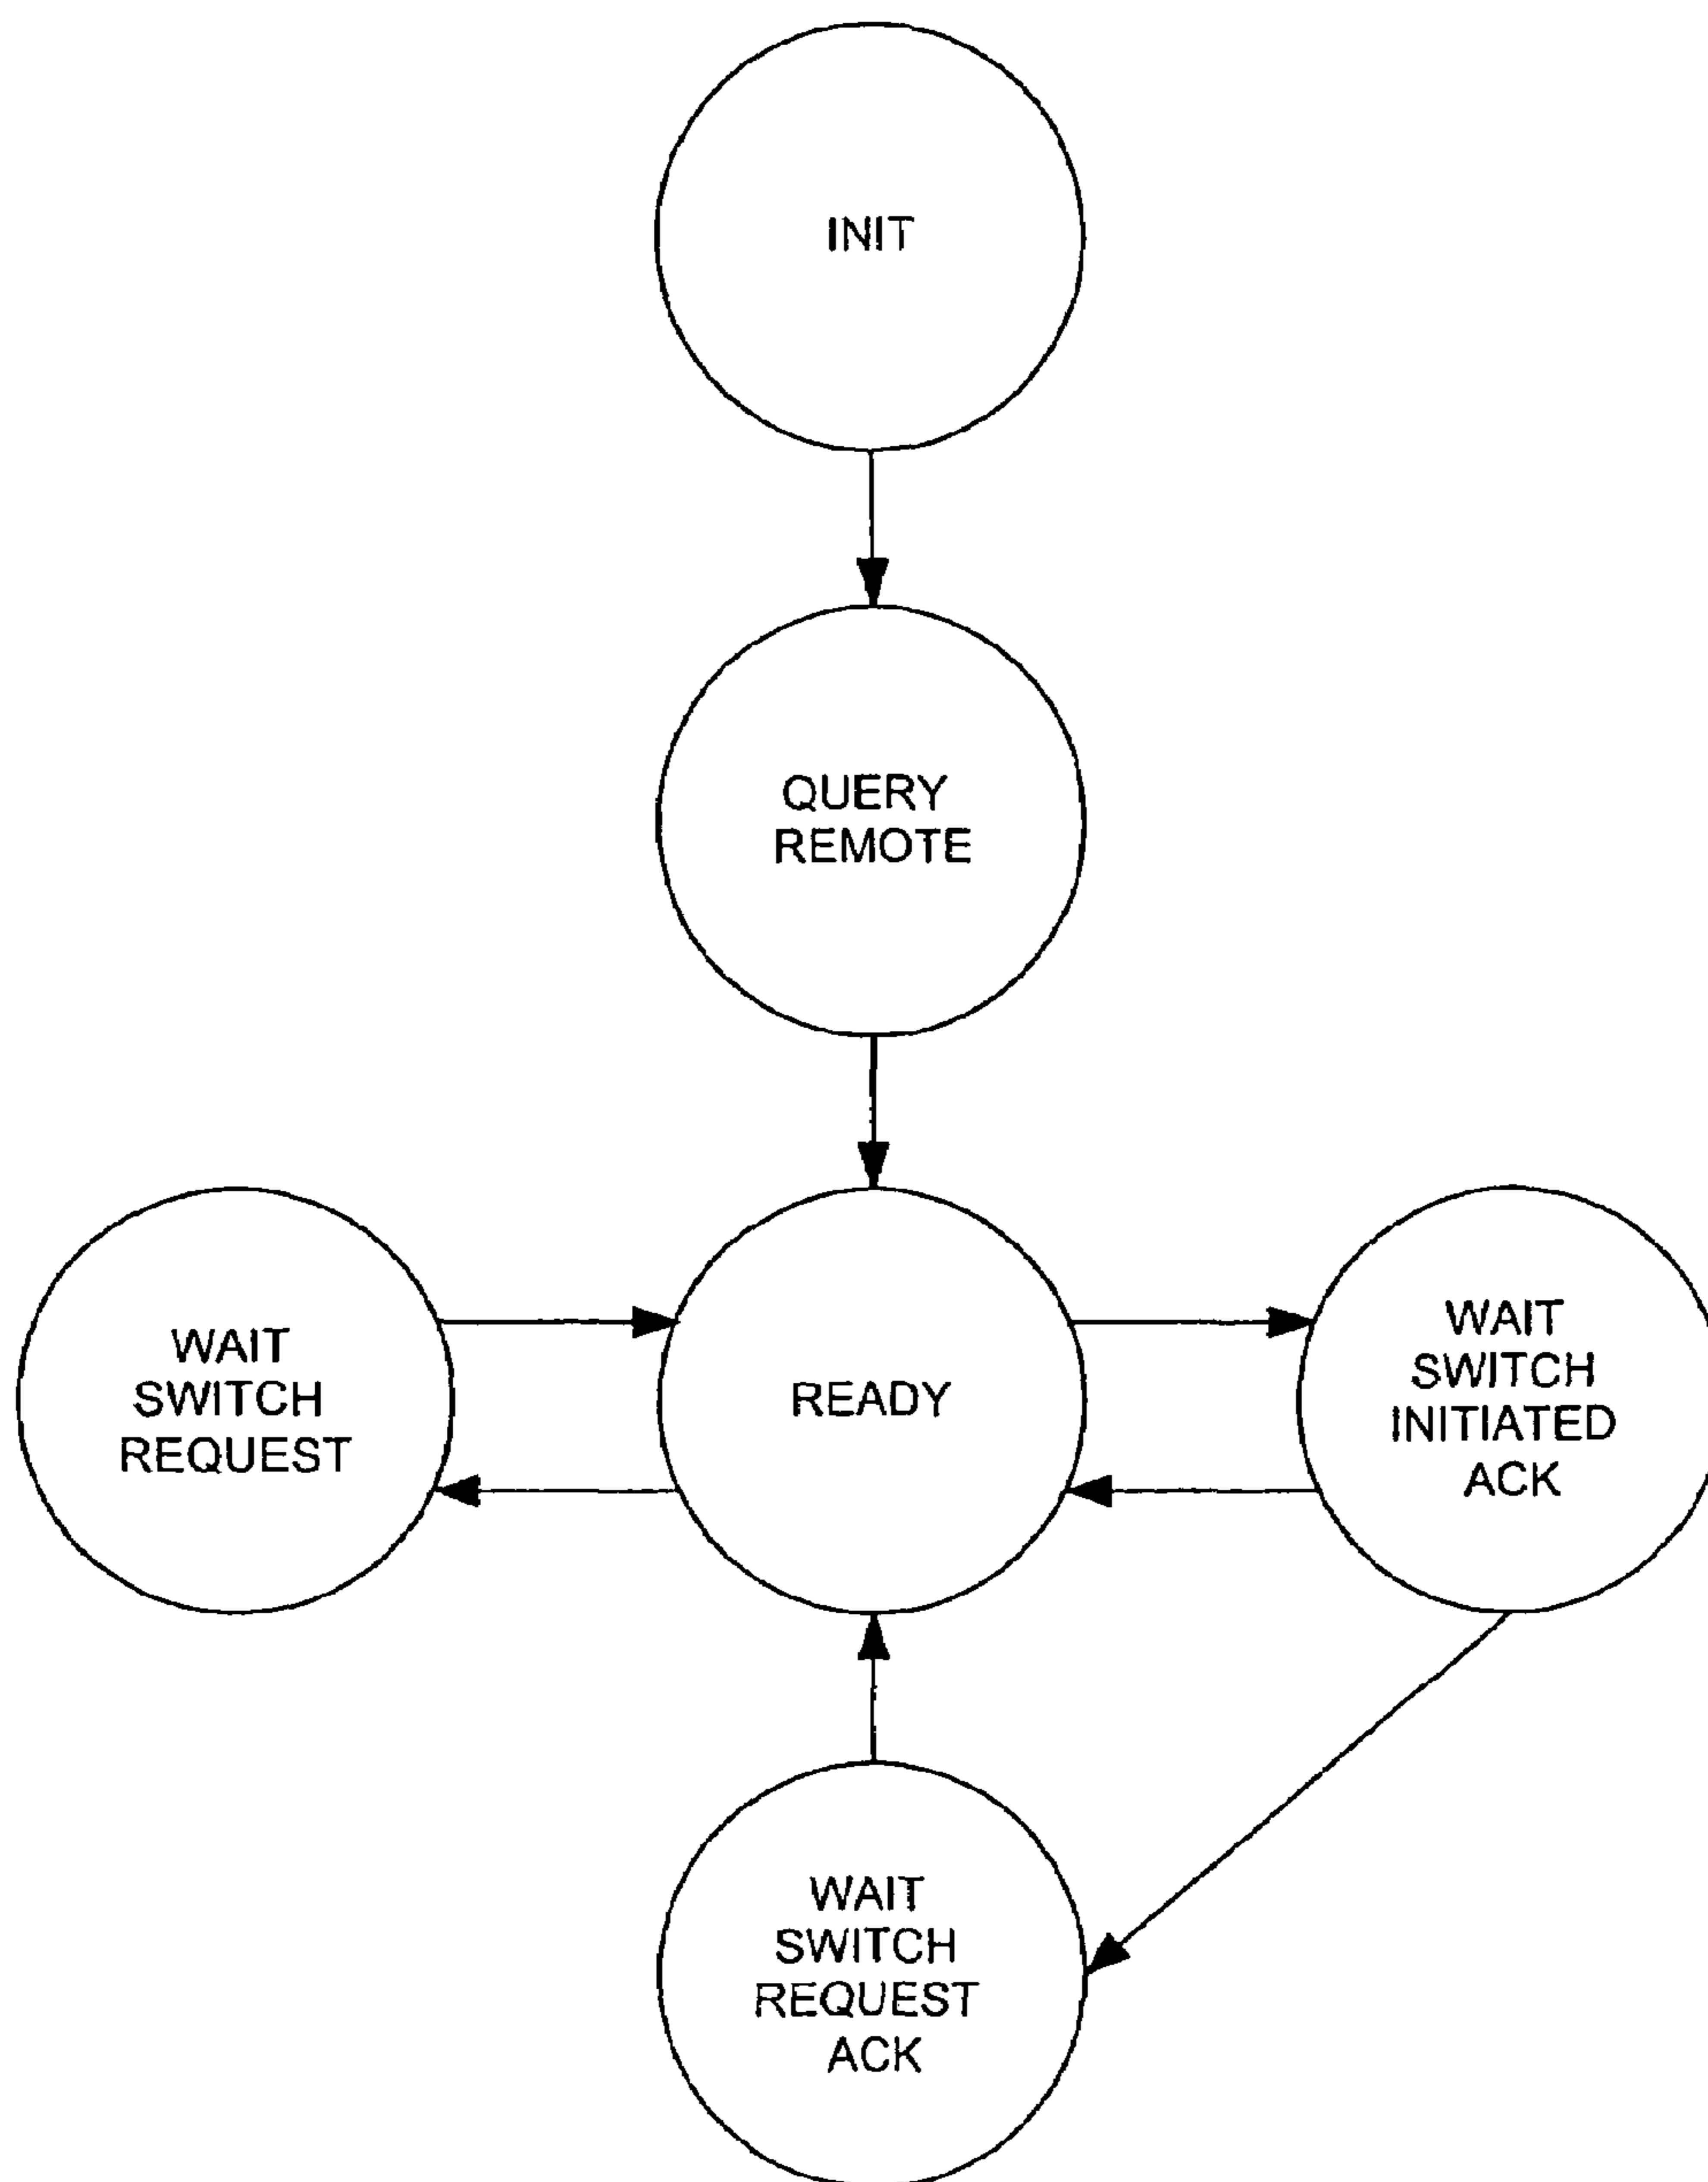 INIT
QUERY
REMOTE
WAIT
SWITCH
REQUEST
READY
WAIT
SWITCH
INITIATED
ACK
WAIT
SWITCH
REQUEST
ACK